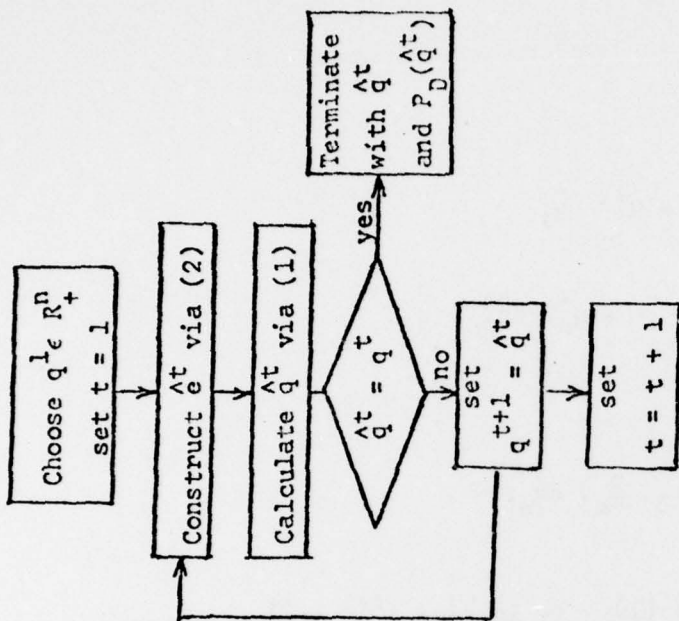 Choose q^1 ϵ R^n_+
set t = 1
Construct ê^t via (2)
Calculate q̂^t via (1)
q̂^t = q^t
yes
Terminate
with q̂^t
and P_D(q̂^t)
no
set
q^{t+1} = q̂^t
set
t = t + 1